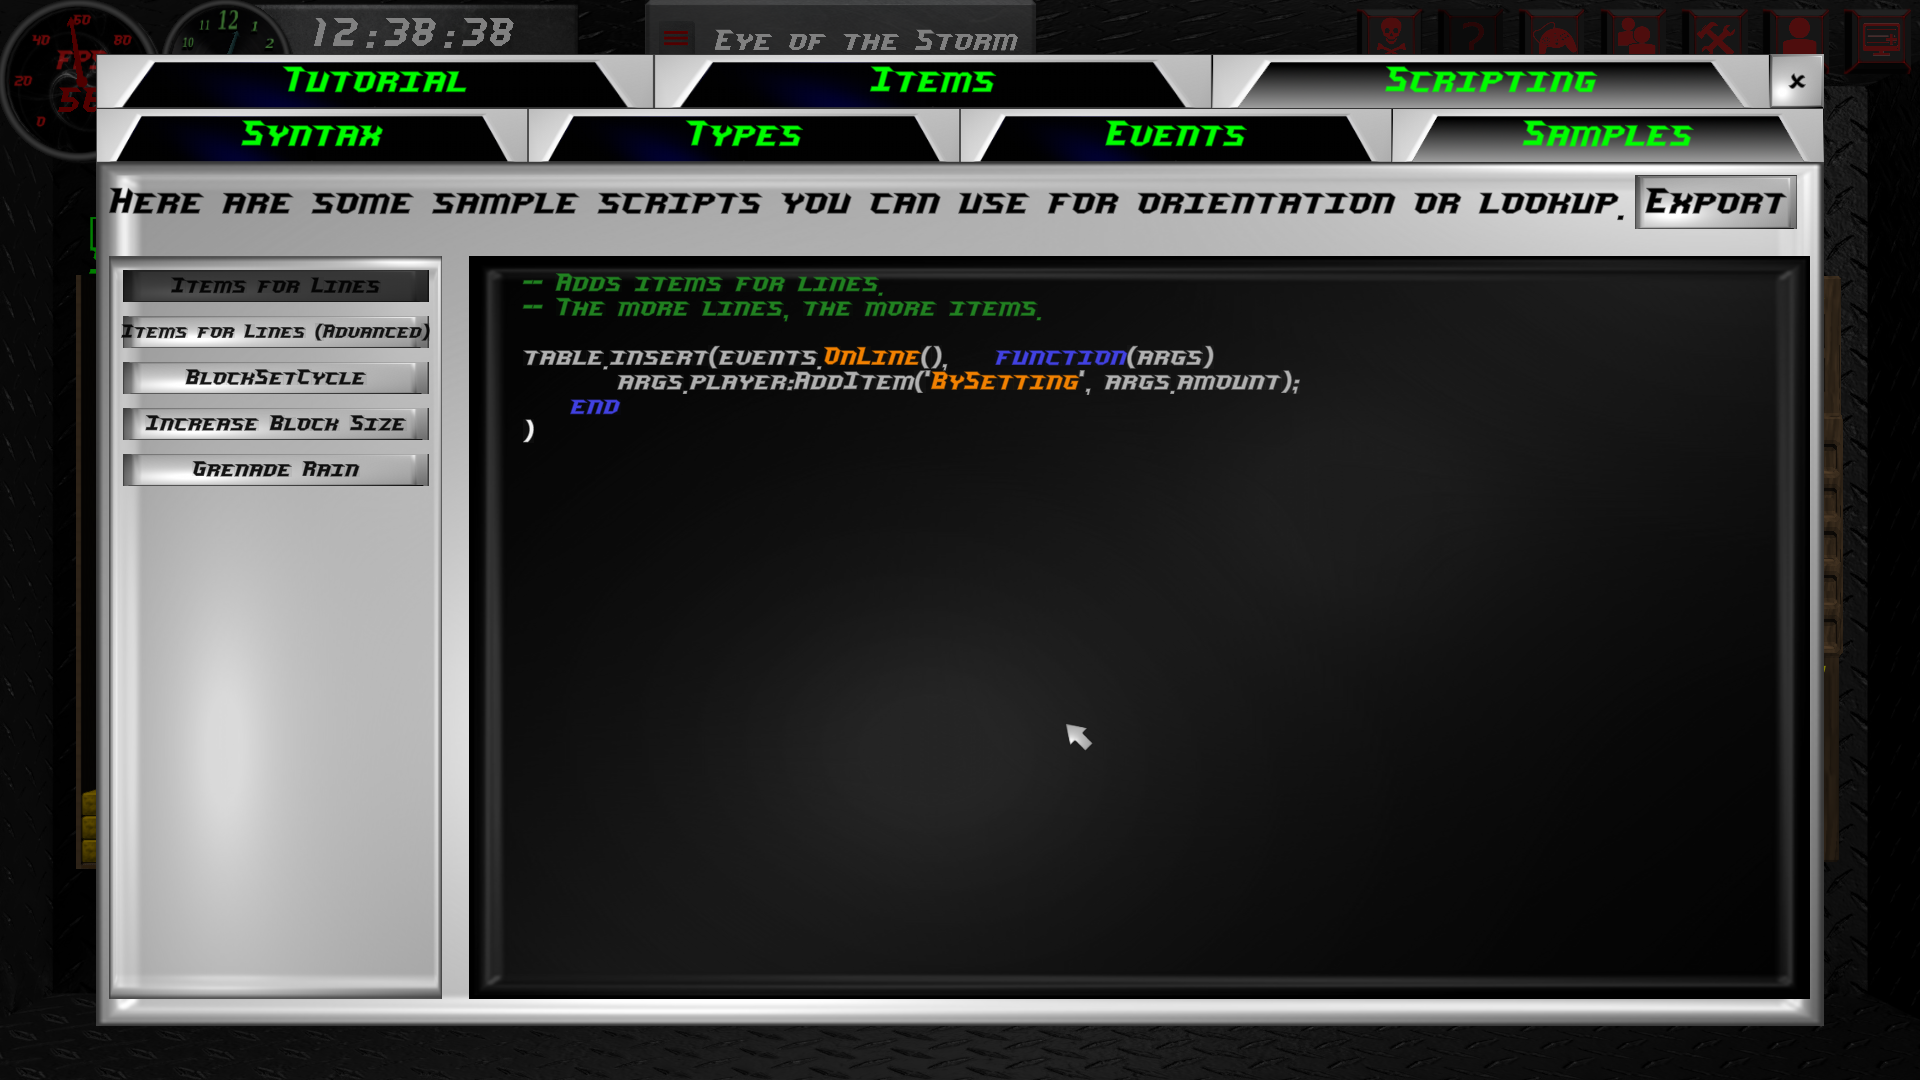 12:38:38
Eye of the Storm
60
40
80
FPS
20
58
0
11 12 1
10 2
Tutorial
Items
Scripting
x
Syntax
Types
Events
Samples
Here are some sample scripts you can use for orientation or lookup.
Export
Items for Lines
Items for Lines (Advanced)
BlockSetCycle
Increase Block Size
Grenade Rain
-- Adds items for lines.
-- The more lines, the more items.
table.insert(events.OnLine(), function(args)
args.player:AddItem('BySetting', args.amount);
end
)